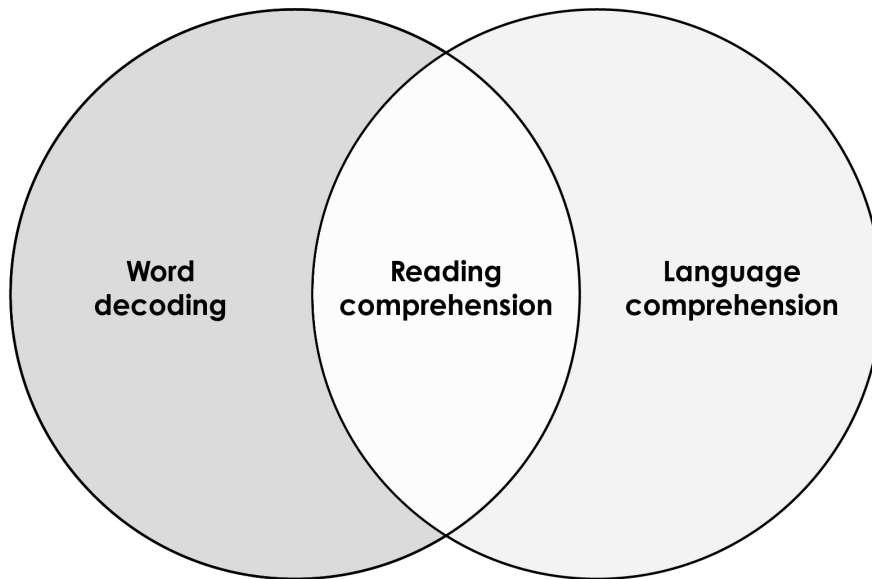 Word
decoding
Reading
comprehension
Language
comprehension